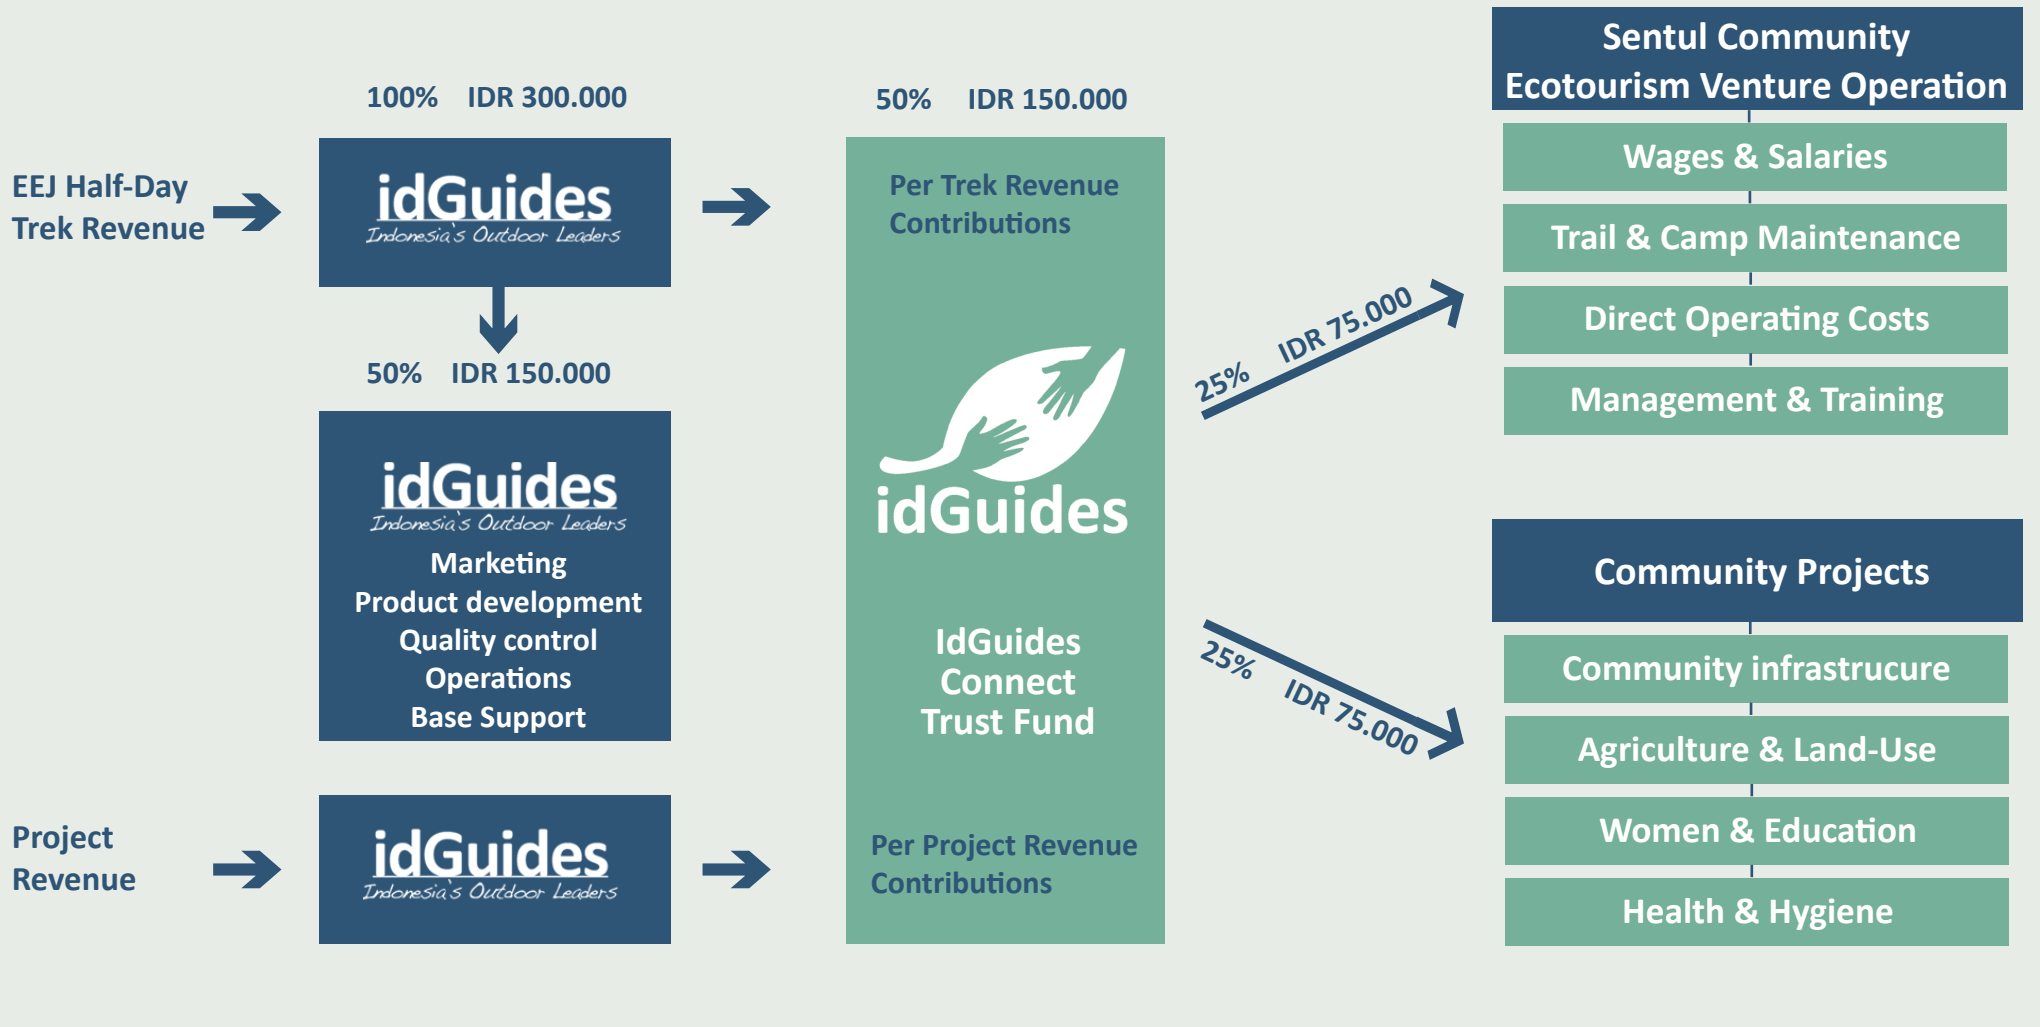 EEJ Half-Day
Trek Revenue
100% IDR 300.000
idGuides
Indonesia's Outdoor Leaders
50% IDR 150.000
idGuides
Indonesia's Outdoor Leaders
Marketing
Product development
Quality control
Operations
Base Support
Project
Revenue
idGuides
Indonesia's Outdoor Leaders
50% IDR 150.000
Per Trek Revenue
Contributions
idGuides
IdGuides
Connect
Trust Fund
Per Project Revenue
Contributions
25% IDR 75.000
25% IDR 75.000
Sentul Community
Ecotourism Venture Operation
Wages & Salaries
Trail & Camp Maintenance
Direct Operating Costs
Management & Training
Community Projects
Community infrastrucure
Agriculture & Land-Use
Women & Education
Health & Hygiene